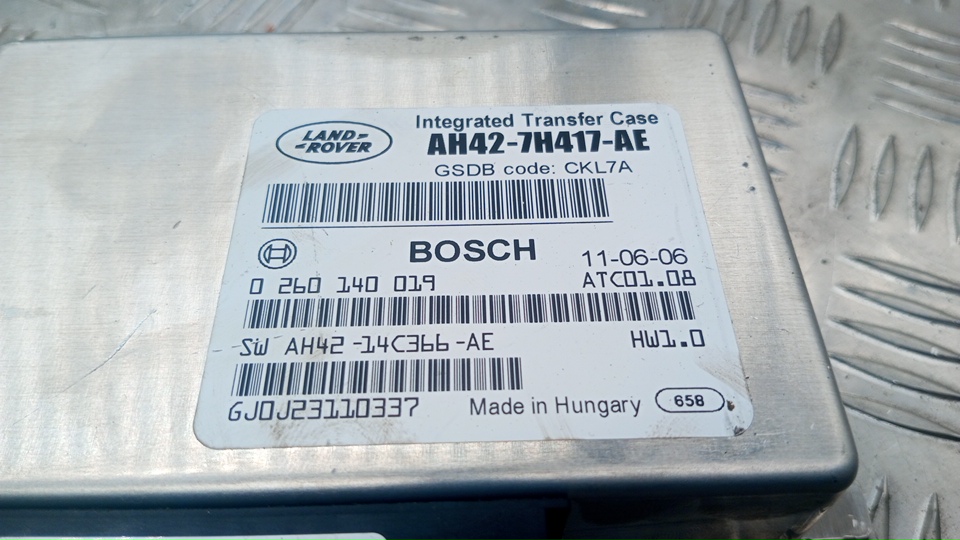 LAND-
-ROVER
Integrated Transfer Case
AH42-7H417-AE
GSDB code: CKL7A
BOSCH 11-06-06
0 260 140 019 ATC01.08
SW AH42-14C366-AE HW1.0
GJ0J23110337 Made in Hungary 658